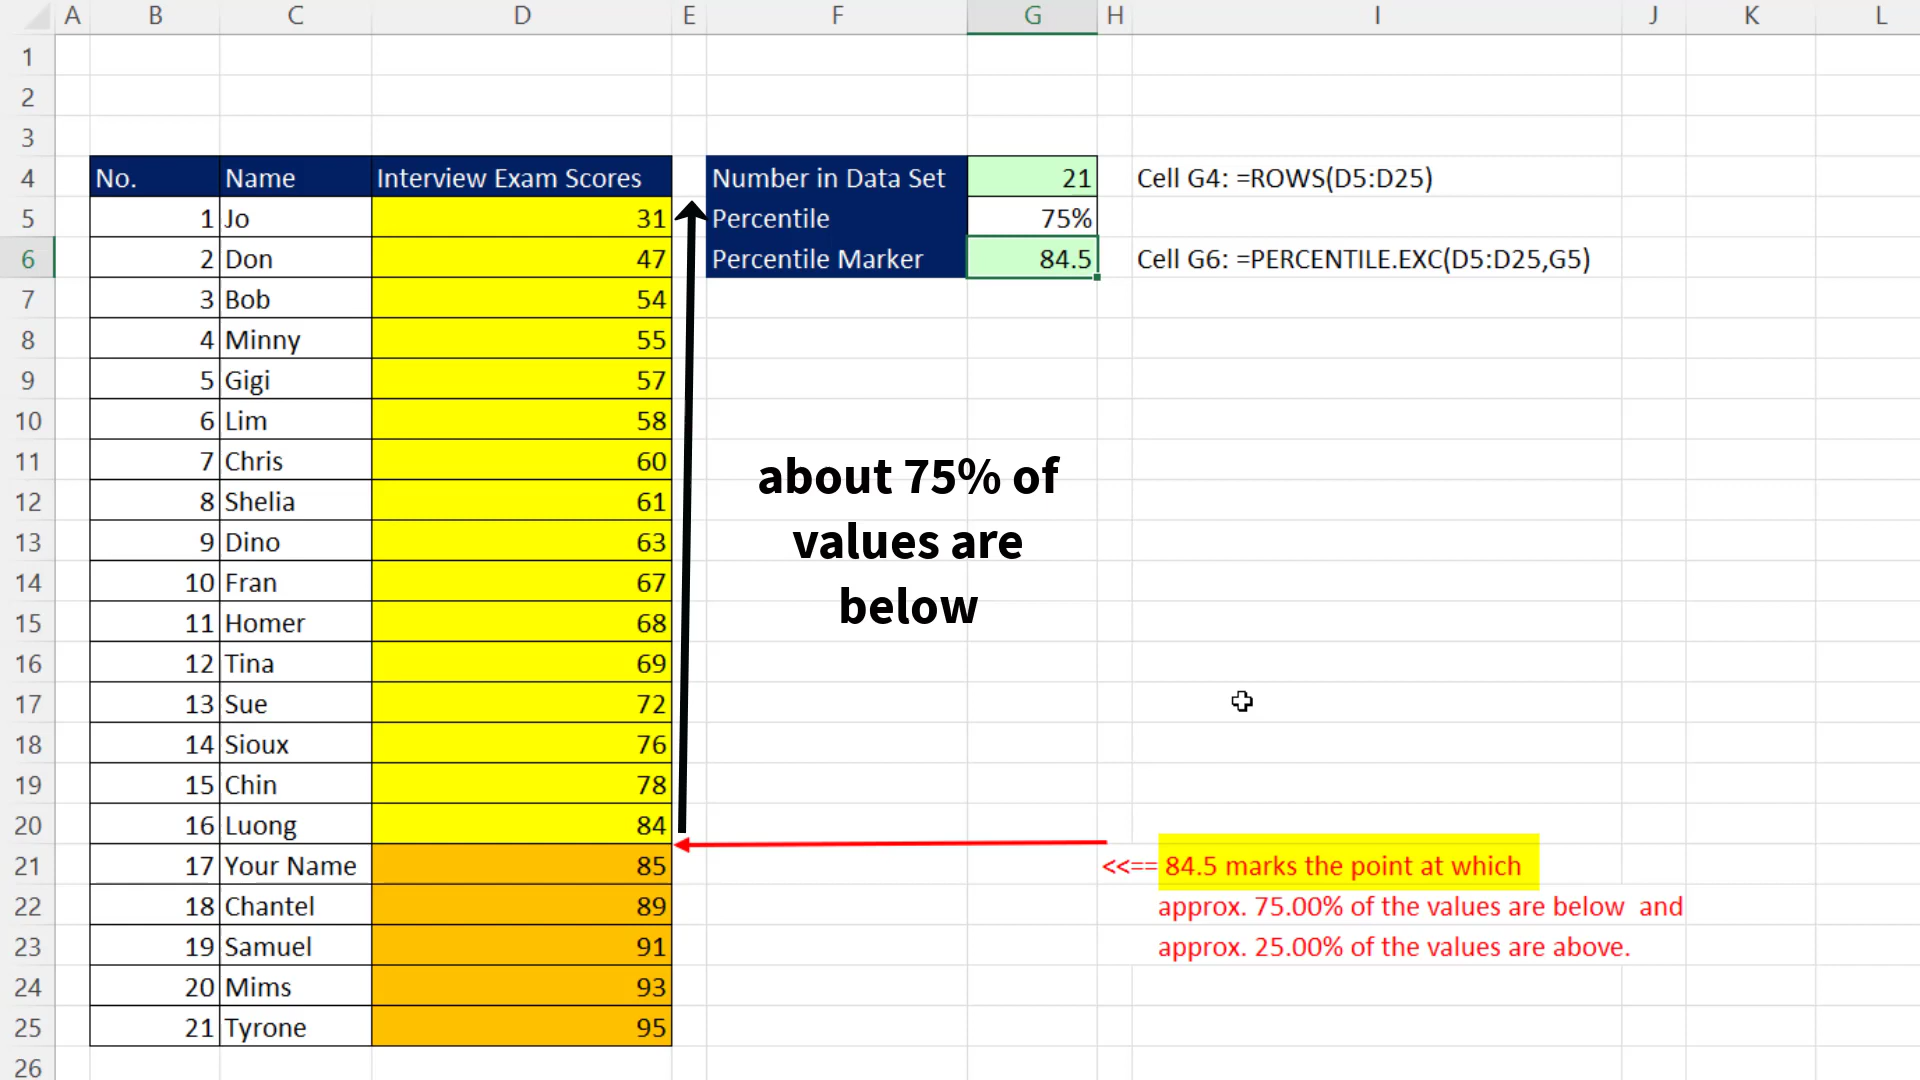 A B C D E F G H I J K L
1
2
3
4 No. Name Interview Exam Scores Number in Data Set 21 Cell G4: =ROWS(D5:D25)
5 1 Jo 31 Percentile 75%
6 2 Don 47 Percentile Marker 84.5 Cell G6: =PERCENTILE.EXC(D5:D25,G5)
7 3 Bob 54
8 4 Minny 55
9 5 Gigi 57
10 6 Lim 58
11 7 Chris 60
about 75% of
12 8 Shelia 61
13 9 Dino 63
values are
14 10 Fran 67
below
15 11 Homer 68
16 12 Tina 69
17 13 Sue 72
18 14 Sioux 76
19 15 Chin 78
20 16 Luong 84
21 17 Your Name 85 <<== 84.5 marks the point at which
22 18 Chantel 89 approx. 75.00% of the values are below and
23 19 Samuel 91 approx. 25.00% of the values are above.
24 20 Mims 93
25 21 Tyrone 95
26